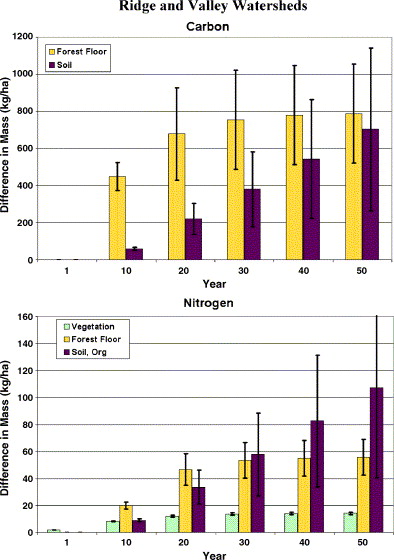 Ridge and Valley Watersheds
Carbon
Difference in Mass (kg/ha)
1200
1000
800
600
400
200
0
Forest Floor
Soil
1 10 20 30 40 50
Year
Nitrogen
Difference in Mass (kg/ha)
160
140
120
100
80
60
40
20
0
Vegetation
Forest Floor
Soil, Org
1 10 20 30 40 50
Year